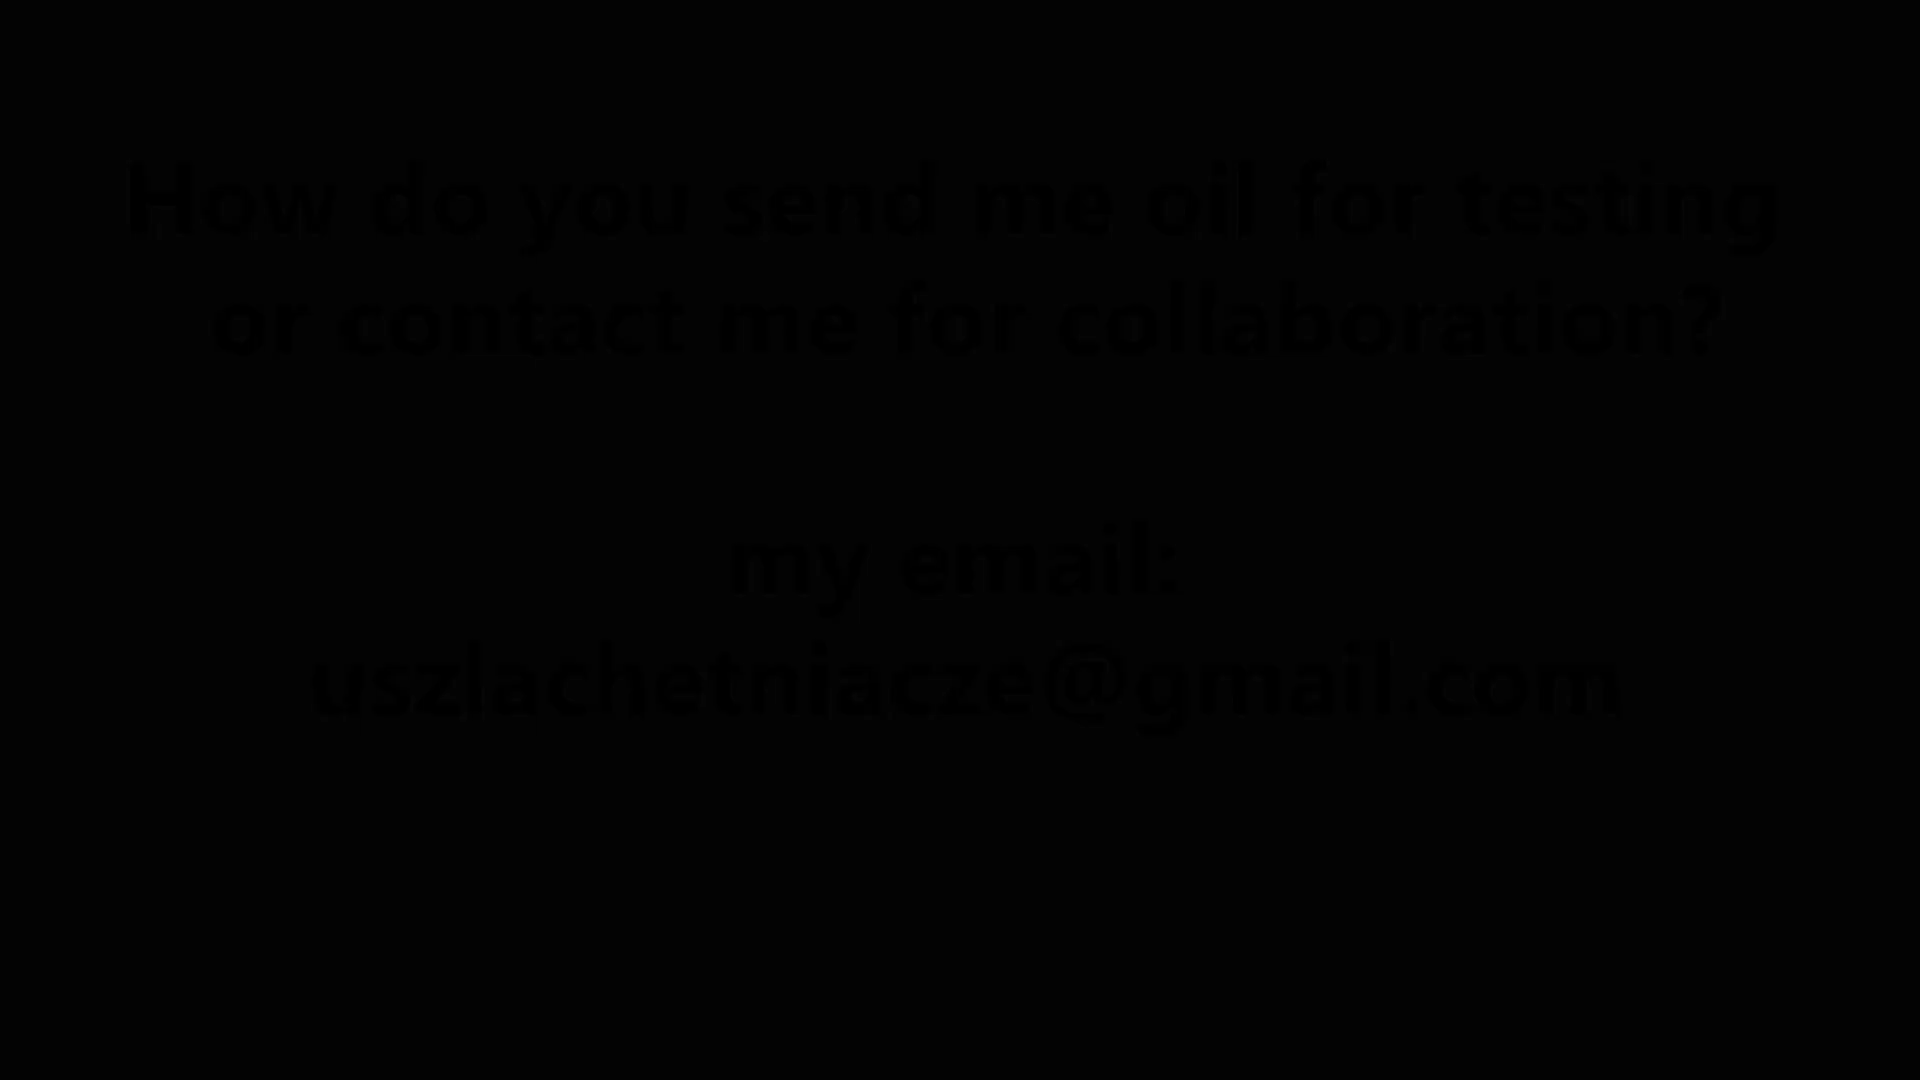 How do you send me oil for testing
or contact me for collaboration?
my email:
uszlachetniacze@gmail.com